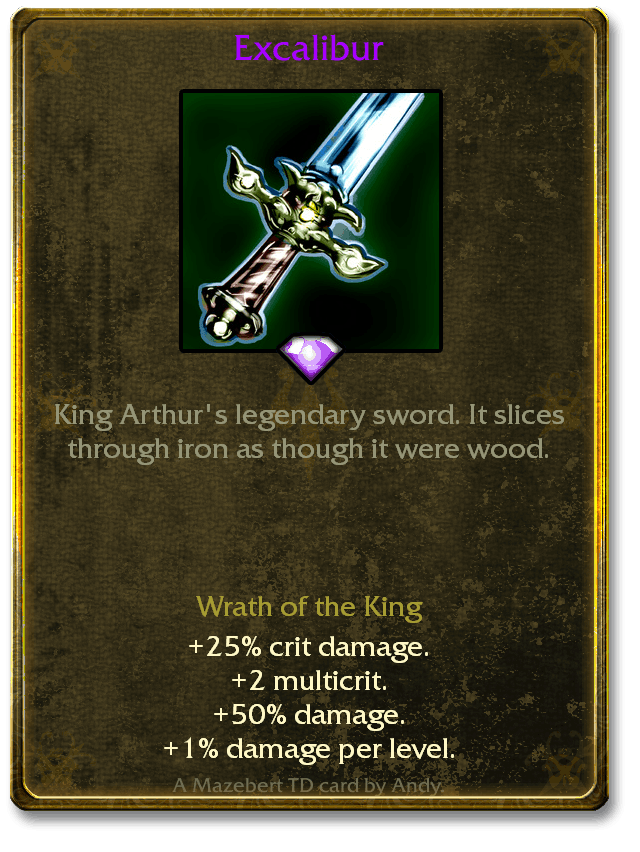 Excalibur
King Arthur's legendary sword. It slices
through iron as though it were wood.
Wrath of the King
+25% crit damage.
+2 multicrit.
+50% damage.
+1% damage per level.
A Mazebert TD card by Andy.